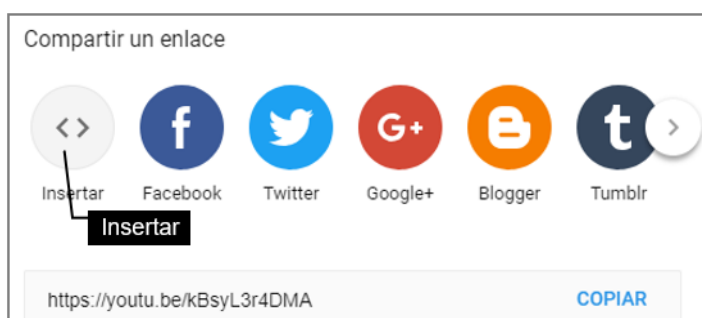 Compartir un enlace
Insertar Facebook Twitter Google+ Blogger Tumblr
Insertar
https://youtu.be/kBsyL3r4DMA COPIAR